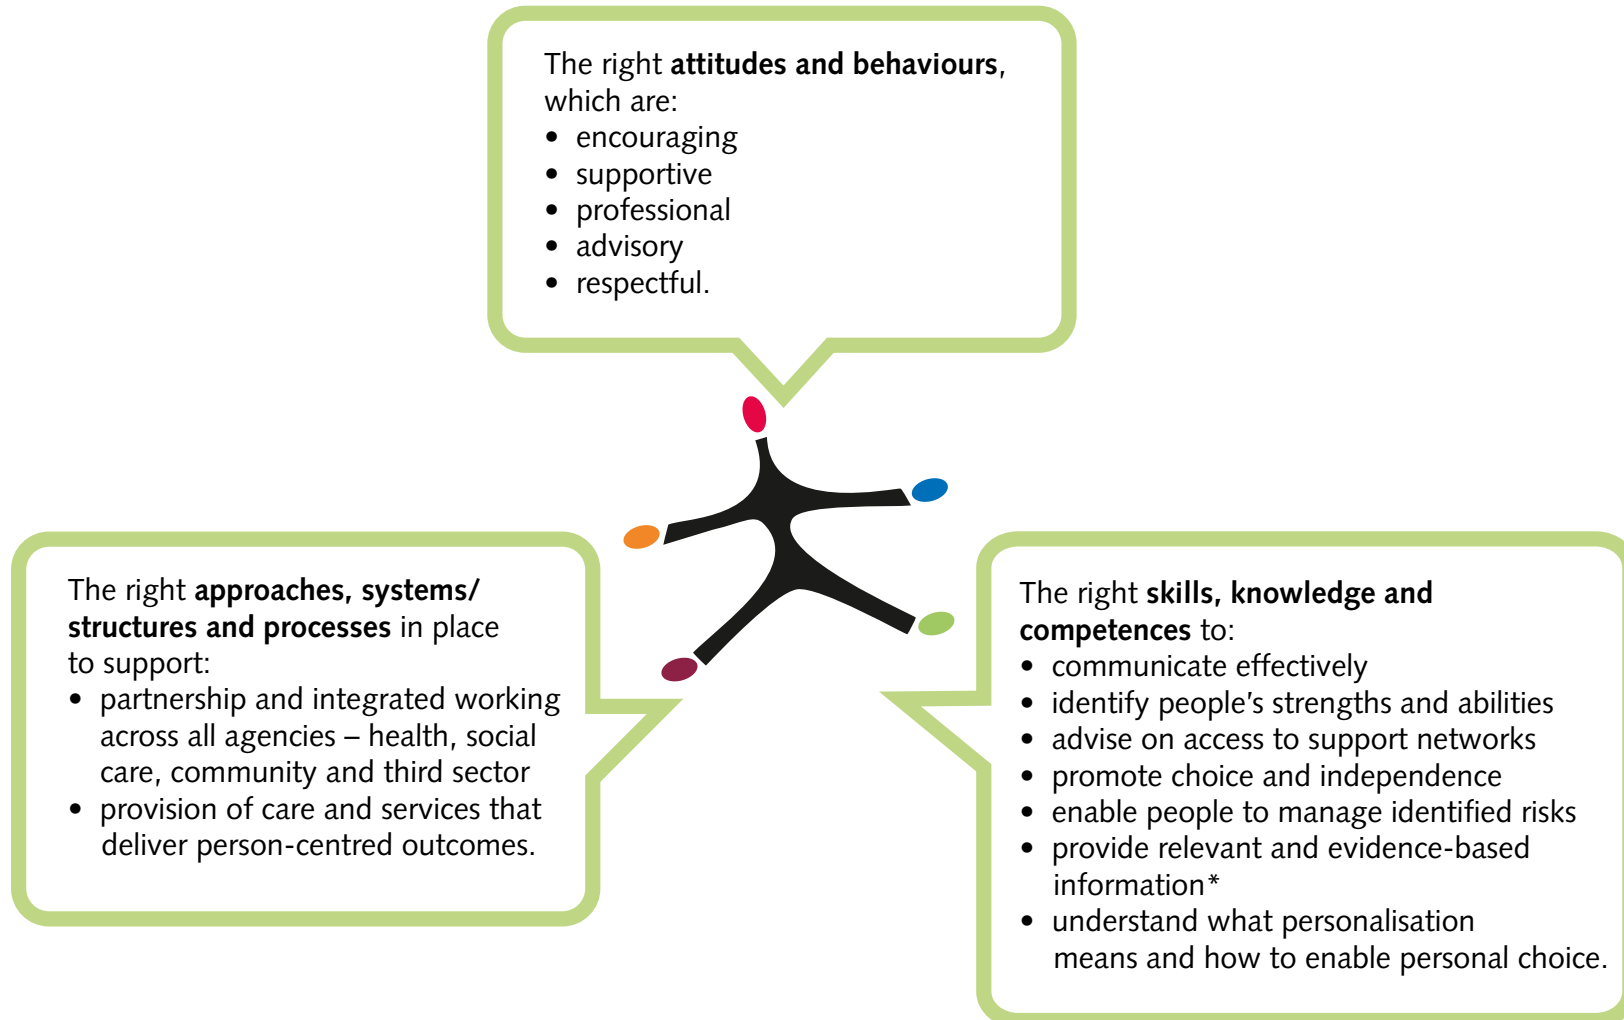 The right attitudes and behaviours,
which are:
• encouraging
• supportive
• professional
• advisory
• respectful.
The right approaches, systems/
structures and processes in place
to support:
• partnership and integrated working
across all agencies – health, social
care, community and third sector
• provision of care and services that
deliver person-centred outcomes.
The right skills, knowledge and
competences to:
• communicate effectively
• identify people’s strengths and abilities
• advise on access to support networks
• promote choice and independence
• enable people to manage identified risks
• provide relevant and evidence-based
information*
• understand what personalisation
means and how to enable personal choice.